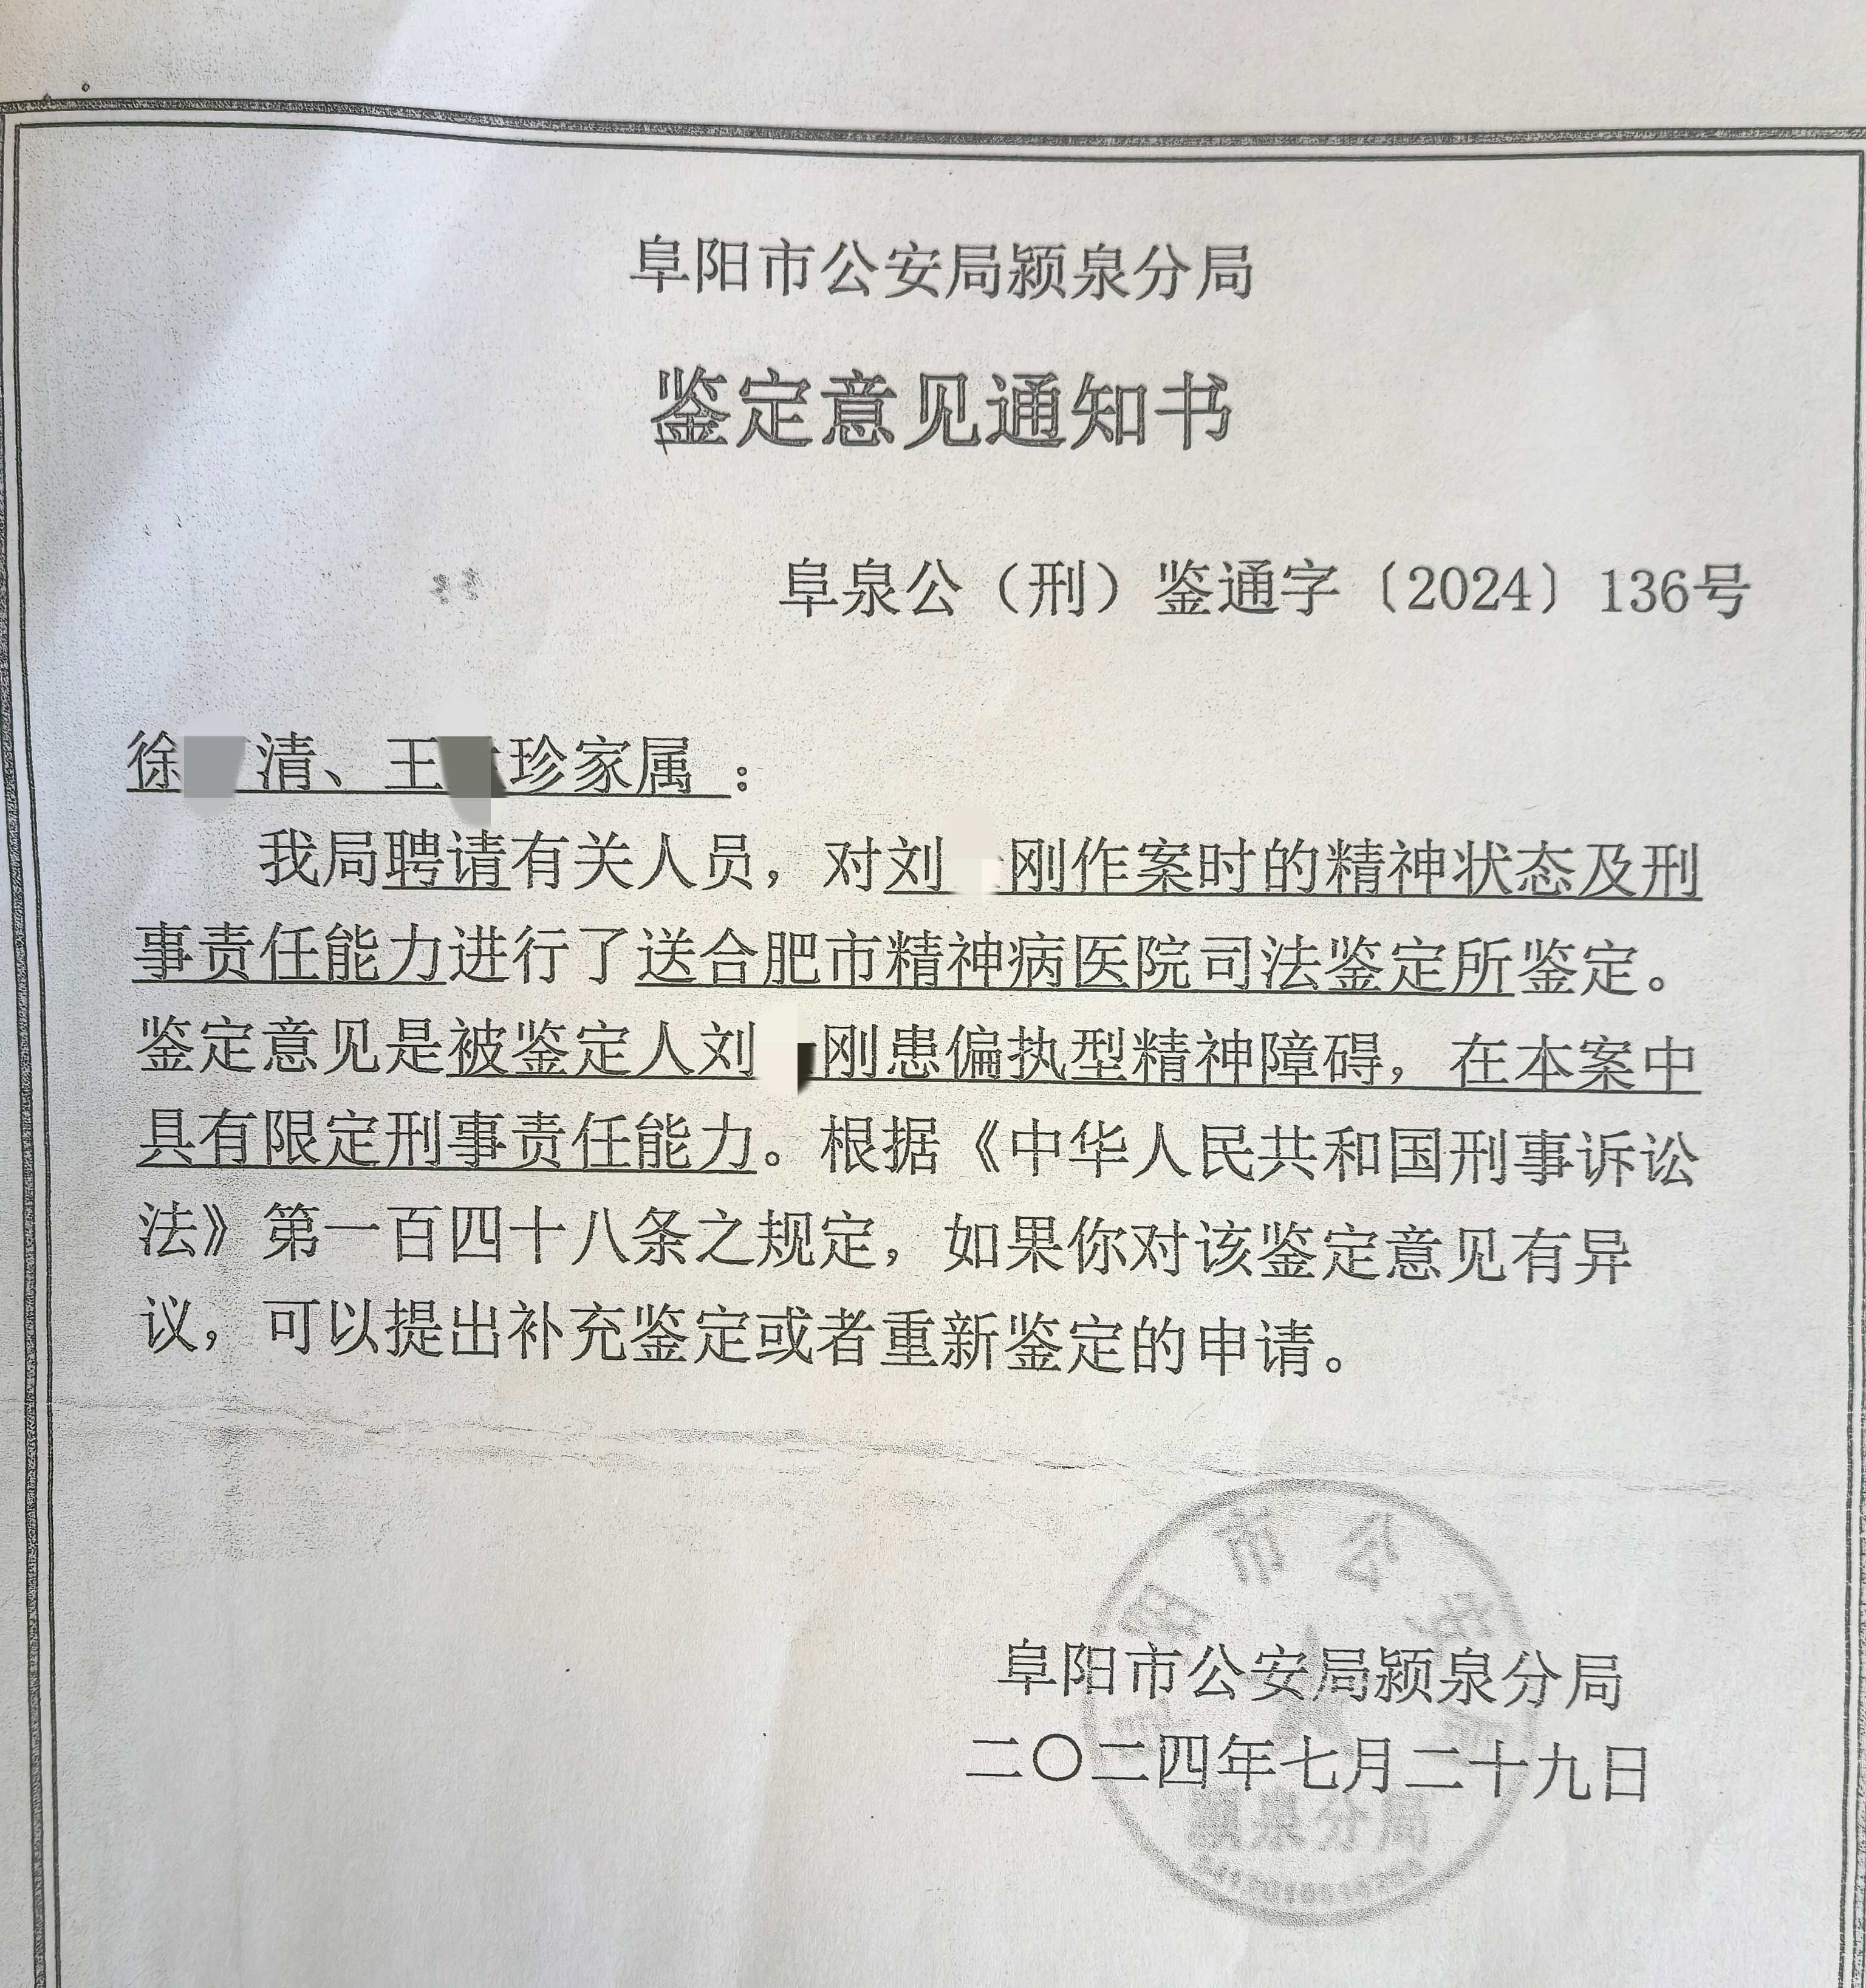 阜阳市公安局颍泉分局
鉴定意见通知书
阜泉公（刑）鉴通字〔2024〕136号
徐 清、王 珍家属 ：
我局聘请有关人员，对刘 刚作案时的精神状态及刑
事责任能力进行了送合肥市精神病医院司法鉴定所鉴定。
鉴定意见是被鉴定人刘 刚患偏执型精神障碍，在本案中
具有限定刑事责任能力。根据《中华人民共和国刑事诉讼
法》第一百四十八条之规定，如果你对该鉴定意见有异
议，可以提出补充鉴定或者重新鉴定的申请。
阜阳市公安局颍泉分局
二〇二四年七月二十九日
颍泉分局